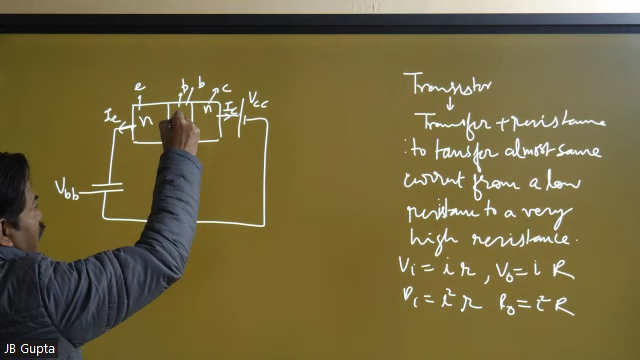 e
b
b
c
Vcc
Ie
n
n
Ic
Vbb
Transistor
↓
Transfer + resistance
:to tansfer almost same
current from a low
resistance to a very
high resistance.
Vi = i r, Vo = i R
Pi = i² r Po = i² R
JB Gupta